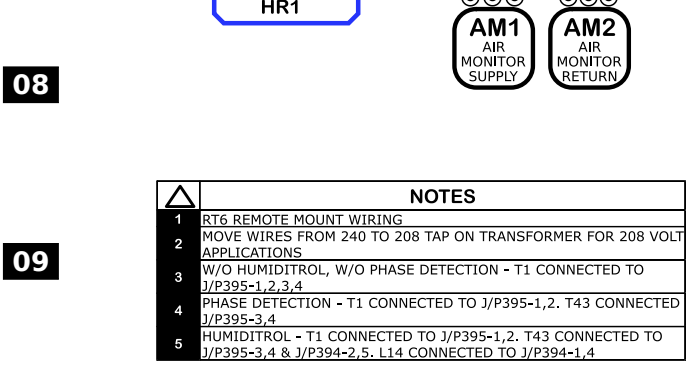 HR1
AM1
AIR
MONITOR
SUPPLY
AM2
AIR
MONITOR
RETURN
08
09
NOTES
1 RT6 REMOTE MOUNT WIRING
2 MOVE WIRES FROM 240 TO 208 TAP ON TRANSFORMER FOR 208 VOLT
APPLICATIONS
3 W/O HUMIDITROL, W/O PHASE DETECTION - T1 CONNECTED TO
J/P395-1,2,3,4
4 PHASE DETECTION - T1 CONNECTED TO J/P395-1,2. T43 CONNECTED
J/P395-3,4
5 HUMIDITROL - T1 CONNECTED TO J/P395-1,2. T43 CONNECTED TO
J/P395-3,4 & J/P394-2,5. L14 CONNECTED TO J/P394-1,4